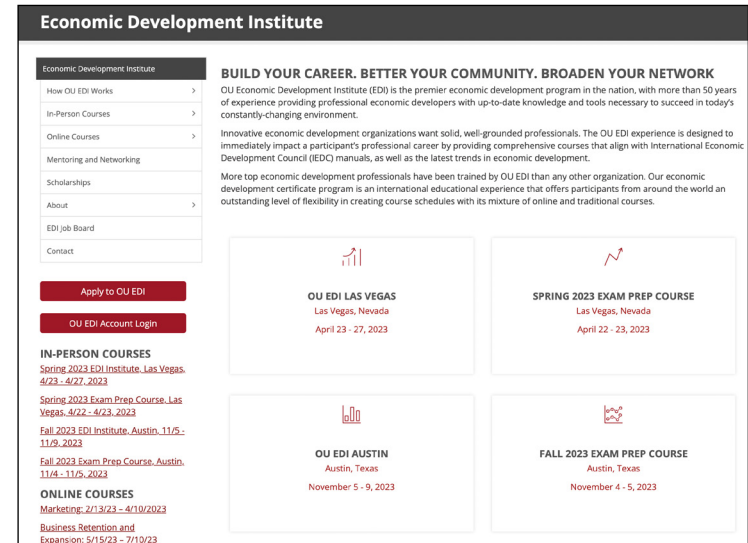 Economic Development Institute
Economic Development Institute
How OU EDI Works
In-Person Courses
Online Courses
Mentoring and Networking
Scholarships
About
EDI Job Board
Contact
Apply to OU EDI
OU EDI Account Login
IN-PERSON COURSES
Spring 2023 EDI Institute, Las Vegas,
4/23 - 4/27, 2023
Spring 2023 Exam Prep Course, Las
Vegas, 4/22 - 4/23, 2023
Fall 2023 EDI Institute, Austin, 11/5 -
11/9, 2023
Fall 2023 Exam Prep Course, Austin,
11/4 - 11/5, 2023
ONLINE COURSES
Marketing: 2/13/23 – 4/10/2023
Business Retention and
Expansion: 5/15/23 – 7/10/23
BUILD YOUR CAREER. BETTER YOUR COMMUNITY. BROADEN YOUR NETWORK
OU Economic Development Institute (EDI) is the premier economic development program in the nation, with more than 50 years
of experience providing professional economic developers with up-to-date knowledge and tools necessary to succeed in today's
constantly-changing environment.
Innovative economic development organizations want solid, well-grounded professionals. The OU EDI experience is designed to
immediately impact a participant's professional career by providing comprehensive courses that align with International Economic
Development Council (IEDC) manuals, as well as the latest trends in economic development.
More top economic development professionals have been trained by OU EDI than any other organization. Our economic
development certificate program is an international educational experience that offers participants from around the world an
outstanding level of flexibility in creating course schedules with its mixture of online and traditional courses.
OU EDI LAS VEGAS
Las Vegas, Nevada
April 23 - 27, 2023
SPRING 2023 EXAM PREP COURSE
Las Vegas, Nevada
April 22 - 23, 2023
OU EDI AUSTIN
Austin, Texas
November 5 - 9, 2023
FALL 2023 EXAM PREP COURSE
Austin, Texas
November 4 - 5, 2023